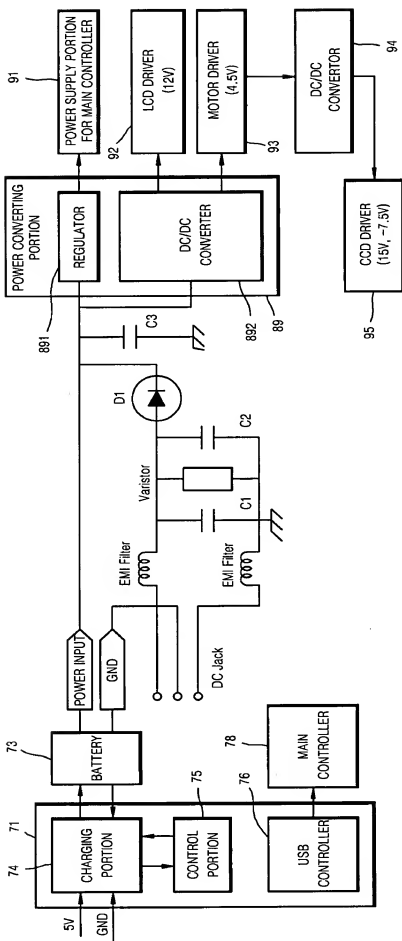 71
5V
GND
74
CHARGING
PORTION
CONTROL
PORTION
75
USB
CONTROLLER
76
73
BATTERY
POWER INPUT
GND
78
MAIN
CONTROLLER
DC Jack
EMI Filter
EMI Filter
Varistor
C1
C2
D1
C3
POWER CONVERTING
PORTION
891
REGULATOR
DC/DC
CONVERTER
892
89
91
POWER SUPPLY PORTION
FOR MAIN CONTROLLER
92
LCD DRIVER
(12V)
MOTOR DRIVER
(4.5V)
93
DC/DC
CONVERTOR
94
CCD DRIVER
(15V, -7.5V)
95